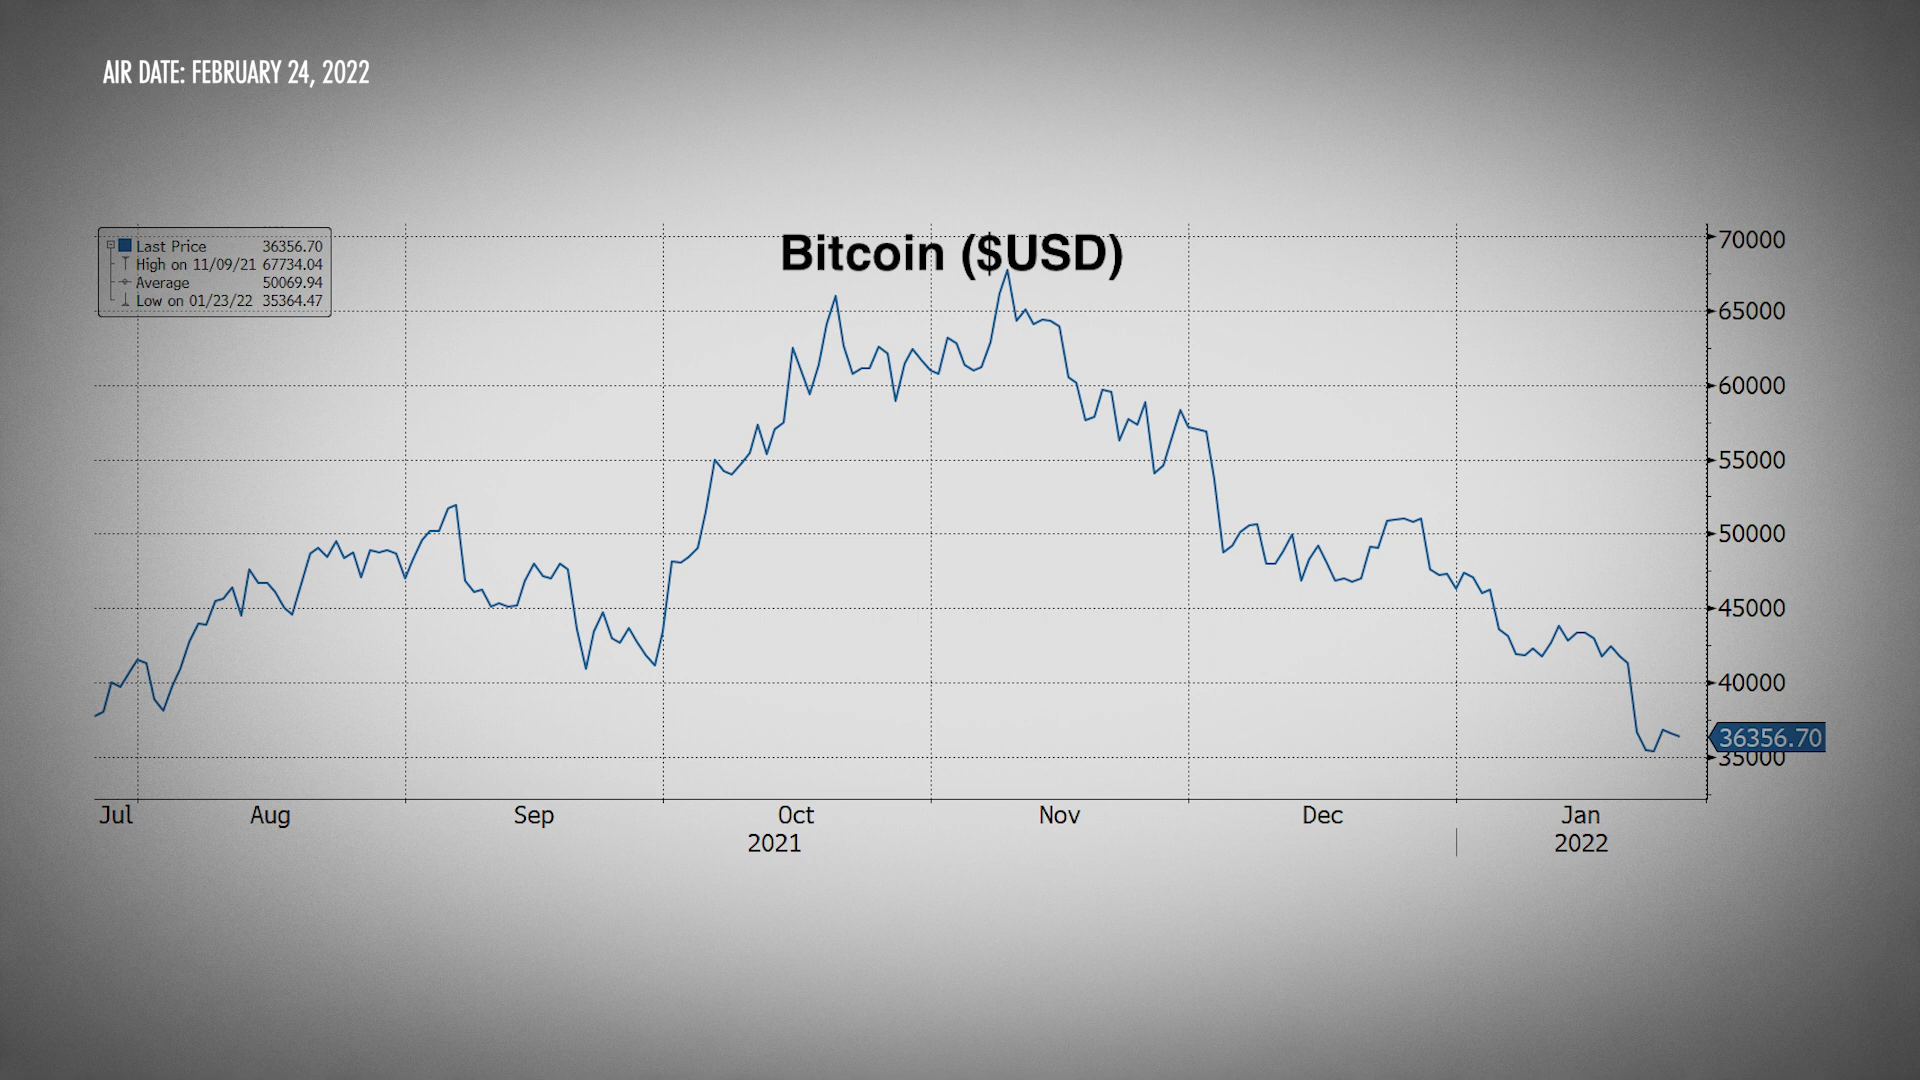 AIR DATE: FEBRUARY 24, 2022
Bitcoin ($USD)
Last Price 36356.70
High on 11/09/21 67734.04
Average 50069.94
Low on 01/23/22 35364.47
70000
65000
60000
55000
50000
45000
40000
36356.70
35000
Jul Aug Sep Oct Nov Dec Jan
2021 2022